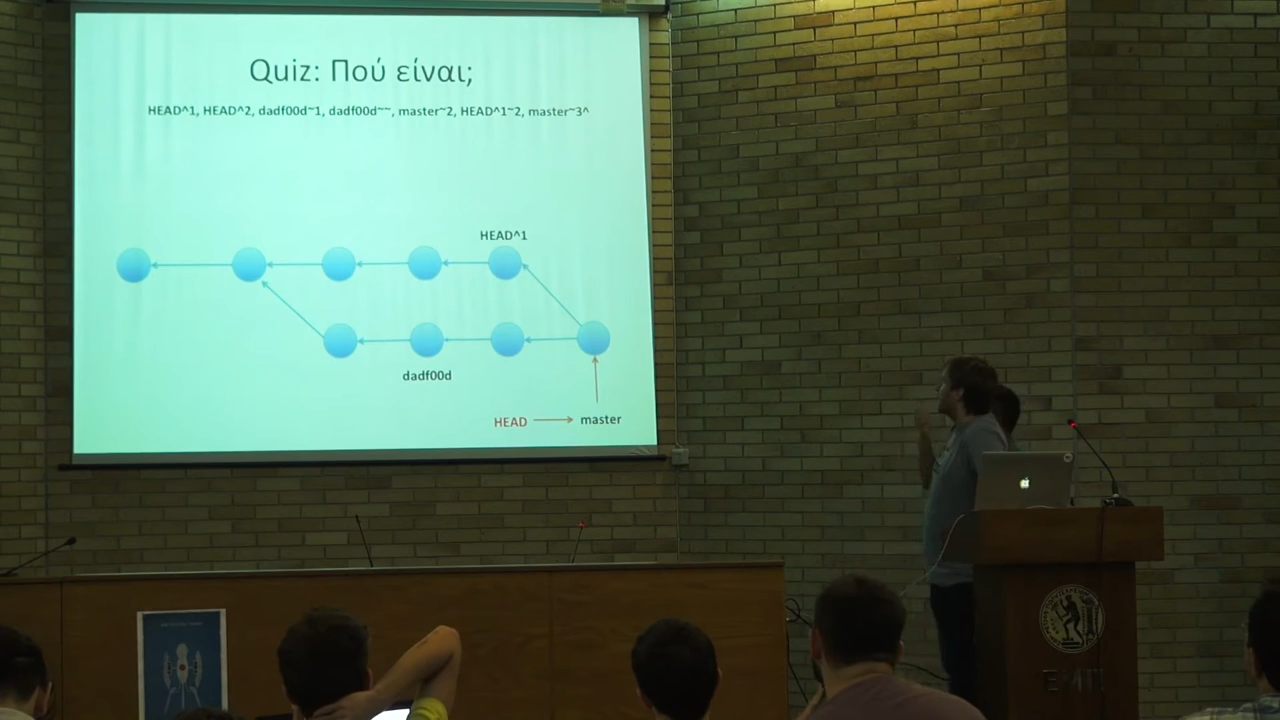 Quiz: Πού είναι;
HEAD^1, HEAD^2, dadf00d~1, dadf00d~~, master~2, HEAD^1~2, master~3^
HEAD^1
dadf00d
HEAD
master